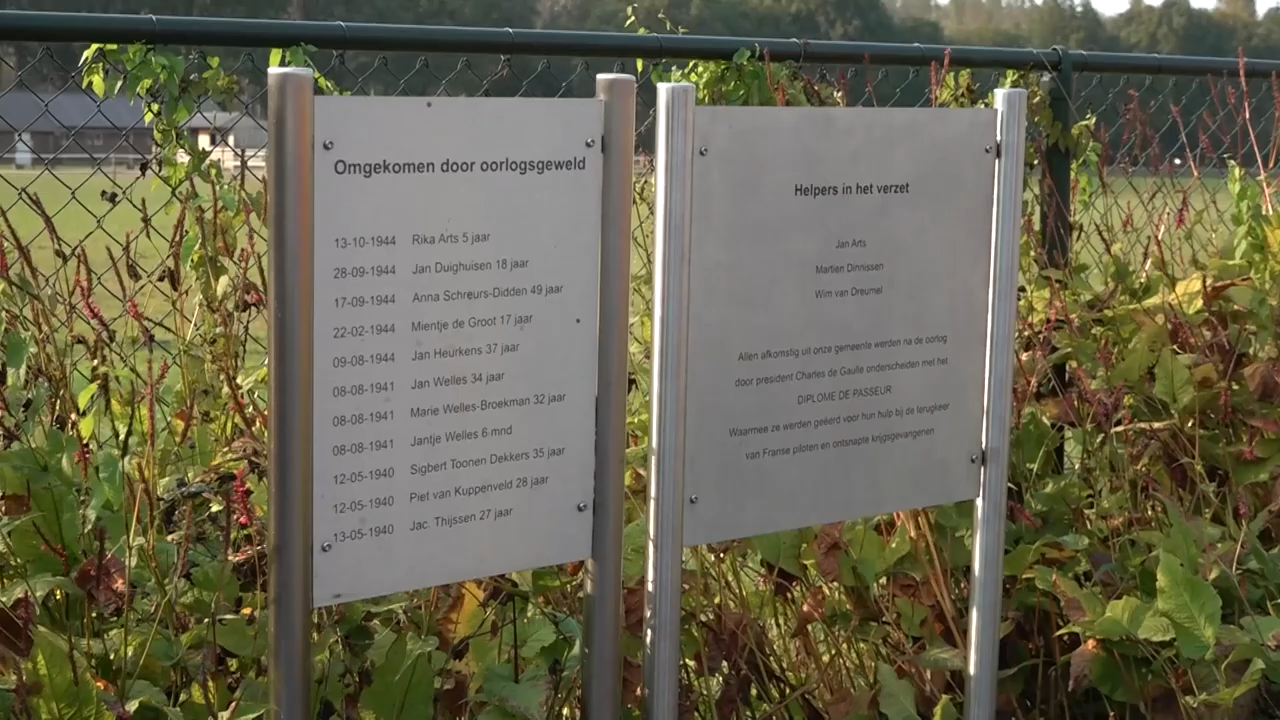 Omgekomen door oorlogsgeweld
13-10-1944 Rika Arts 5 jaar
28-09-1944 Jan Duighuisen 18 jaar
17-09-1944 Anna Schreurs-Didden 49 jaar
22-02-1944 Mientje de Groot 17 jaar
09-08-1944 Jan Heurkens 37 jaar
08-08-1941 Jan Welles 34 jaar
08-08-1941 Marie Welles-Broekman 32 jaar
08-08-1941 Jantje Welles 6 mnd
12-05-1940 Sigbert Toonen Dekkers 35 jaar
12-05-1940 Piet van Kuppenveld 28 jaar
13-05-1940 Jac. Thijssen 27 jaar
Helpers in het verzet
Jan Arts
Martien Dinnissen
Wim van Dreumel
Allen afkomstig uit onze gemeente werden na de oorlog
door president Charles de Gaulle onderscheiden met het
DIPLOME DE PASSEUR
Waarmee ze werden geëerd voor hun hulp bij de terugkeer
van Franse piloten en ontsnapte krijgsgevangenen